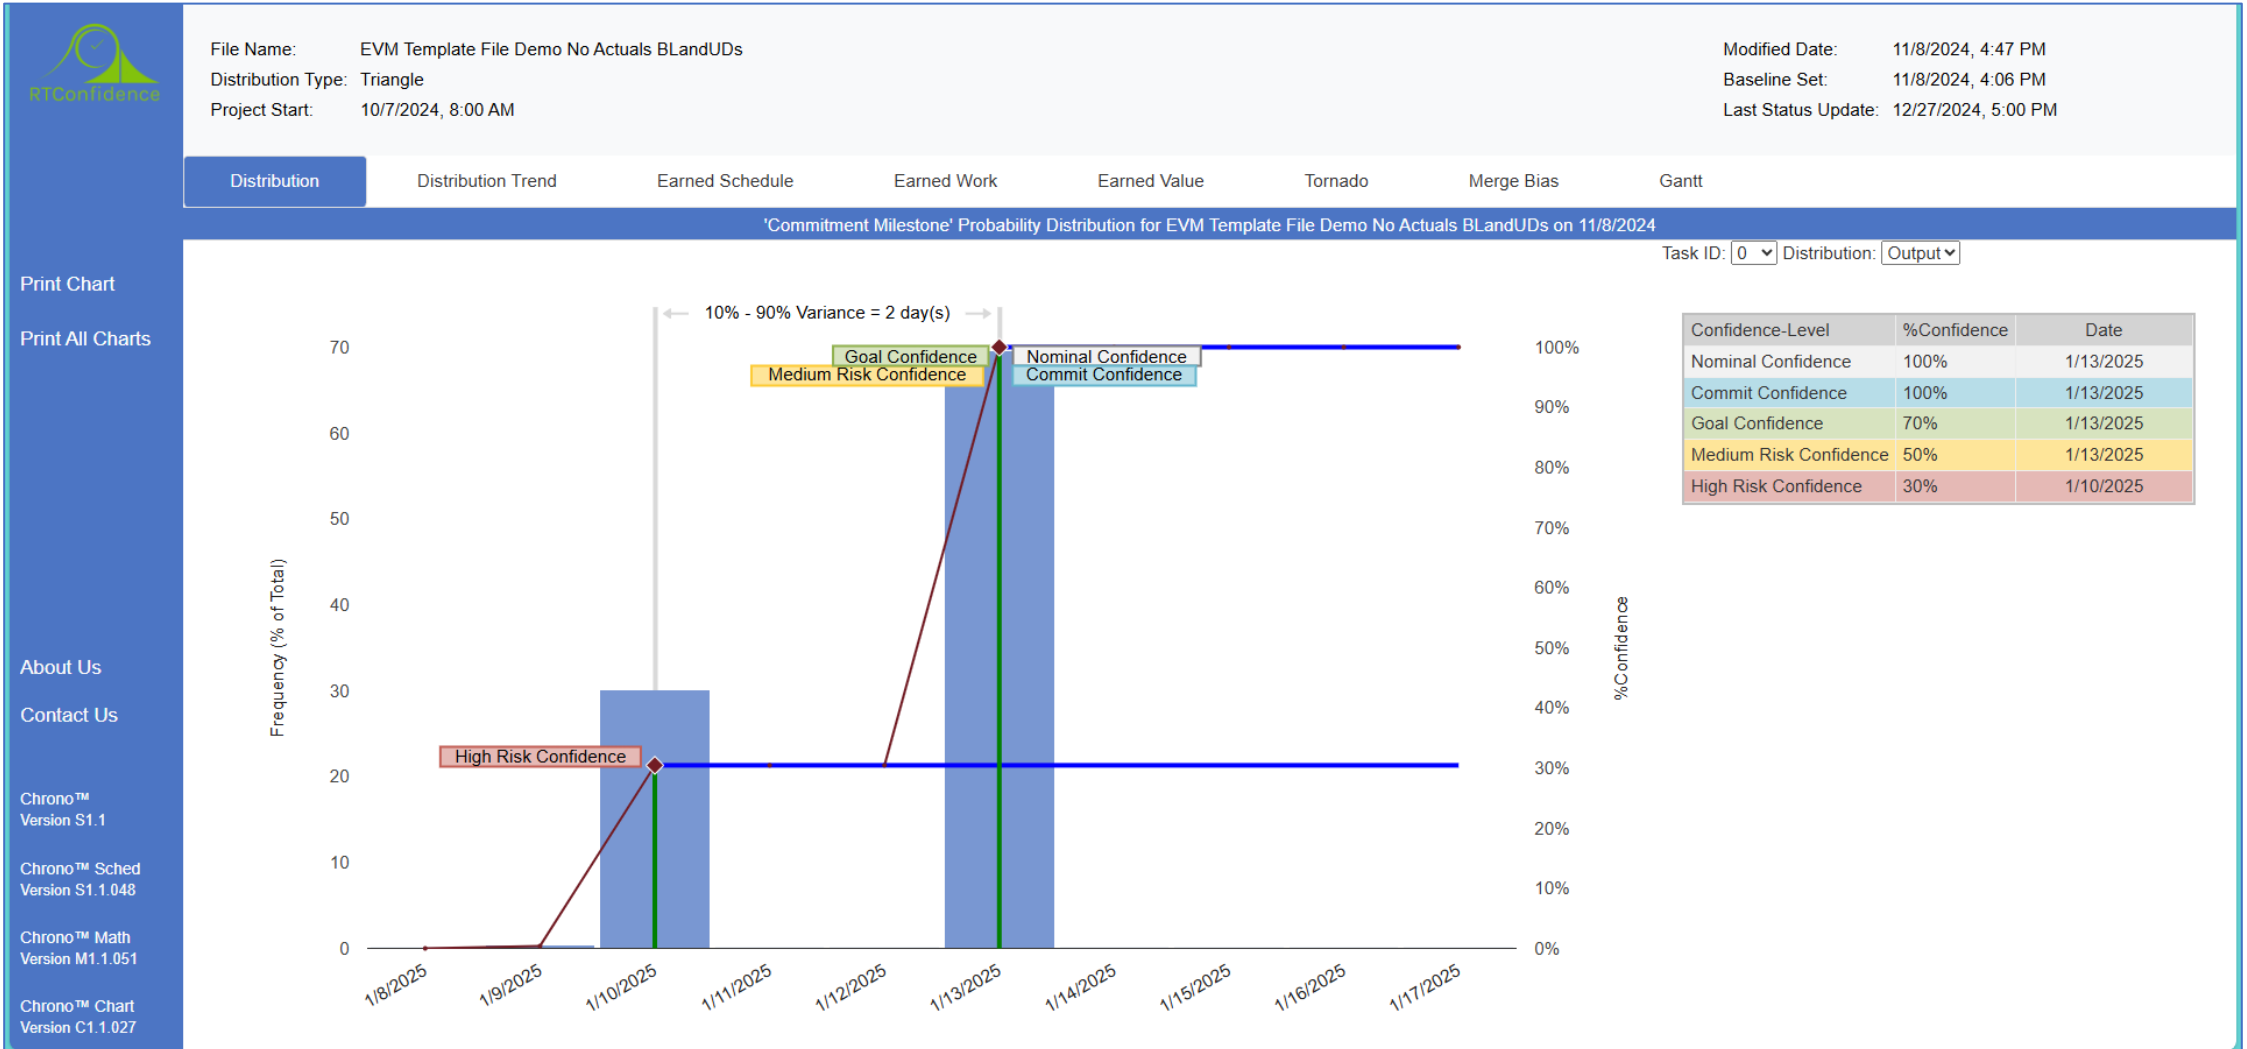 RTConfidence
File Name: EVM Template File Demo No Actuals BLandUDs
Distribution Type: Triangle
Project Start: 10/7/2024, 8:00 AM
Modified Date: 11/8/2024, 4:47 PM
Baseline Set: 11/8/2024, 4:06 PM
Last Status Update: 12/27/2024, 5:00 PM
Distribution Distribution Trend Earned Schedule Earned Work Earned Value Tornado Merge Bias Gantt
'Commitment Milestone' Probability Distribution for EVM Template File Demo No Actuals BLandUDs on 11/8/2024
Task ID: 0 Distribution: Output
Print Chart
Print All Charts
About Us
Contact Us
Chrono™
Version S1.1
Chrono™ Sched
Version S1.1.048
Chrono™ Math
Version M1.1.051
Chrono™ Chart
Version C1.1.027
10% - 90% Variance = 2 day(s)
Goal Confidence
Nominal Confidence
Medium Risk Confidence
Commit Confidence
High Risk Confidence
Frequency (% of Total)
70
60
50
40
30
20
10
0
100%
90%
80%
70%
60%
50%
40%
30%
20%
10%
0%
%Confidence
1/8/2025 1/9/2025 1/10/2025 1/11/2025 1/12/2025 1/13/2025 1/14/2025 1/15/2025 1/16/2025 1/17/2025
Confidence-Level %Confidence Date
Nominal Confidence 100% 1/13/2025
Commit Confidence 100% 1/13/2025
Goal Confidence 70% 1/13/2025
Medium Risk Confidence 50% 1/13/2025
High Risk Confidence 30% 1/10/2025